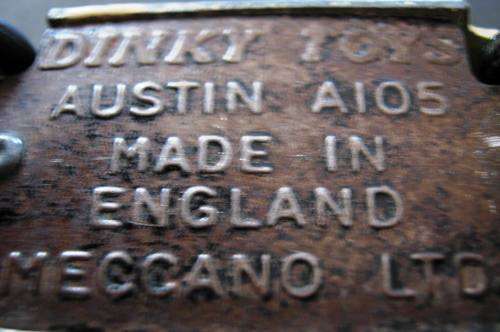 DINKY TOYS
AUSTIN A105
MADE IN
ENGLAND
MECCANO LTD